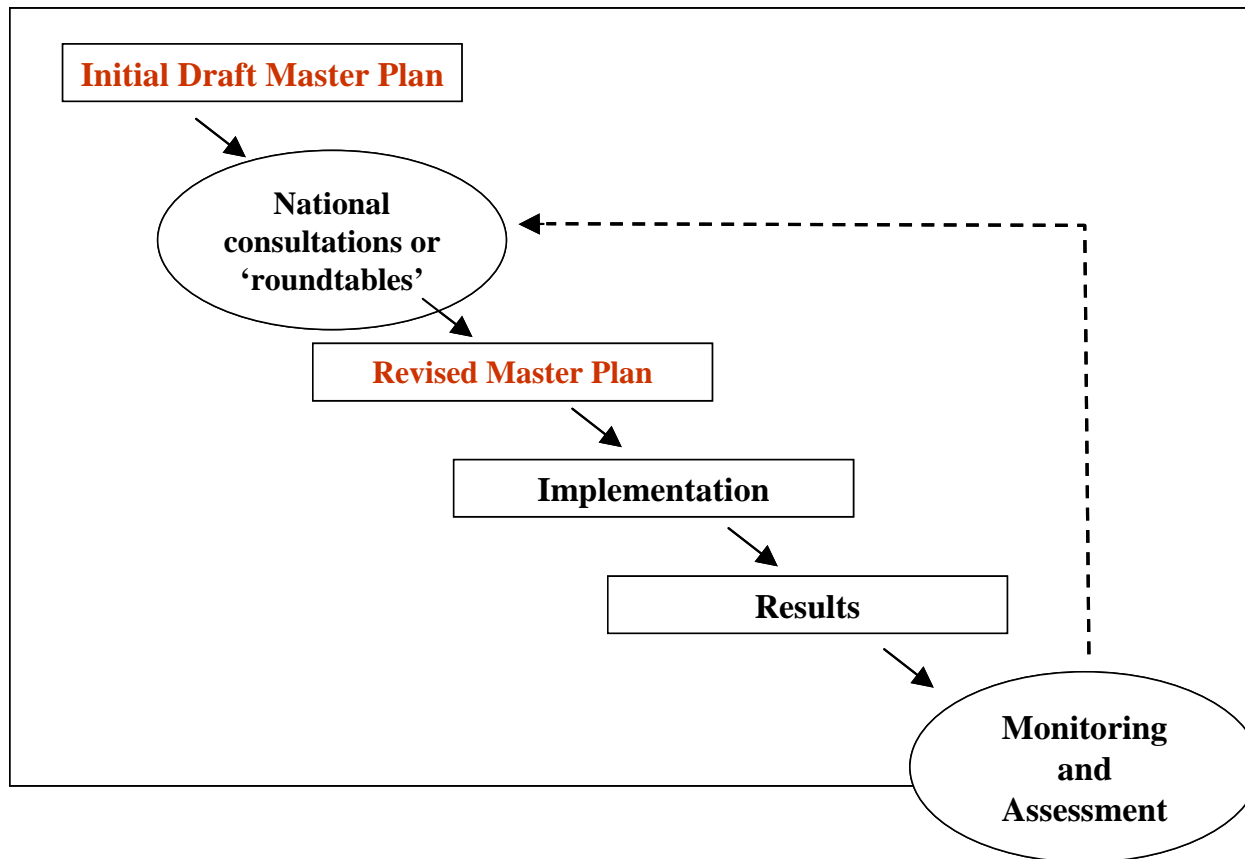 Initial Draft Master Plan
National
consultations or
‘roundtables’
Revised Master Plan
Implementation
Results
Monitoring
and
Assessment